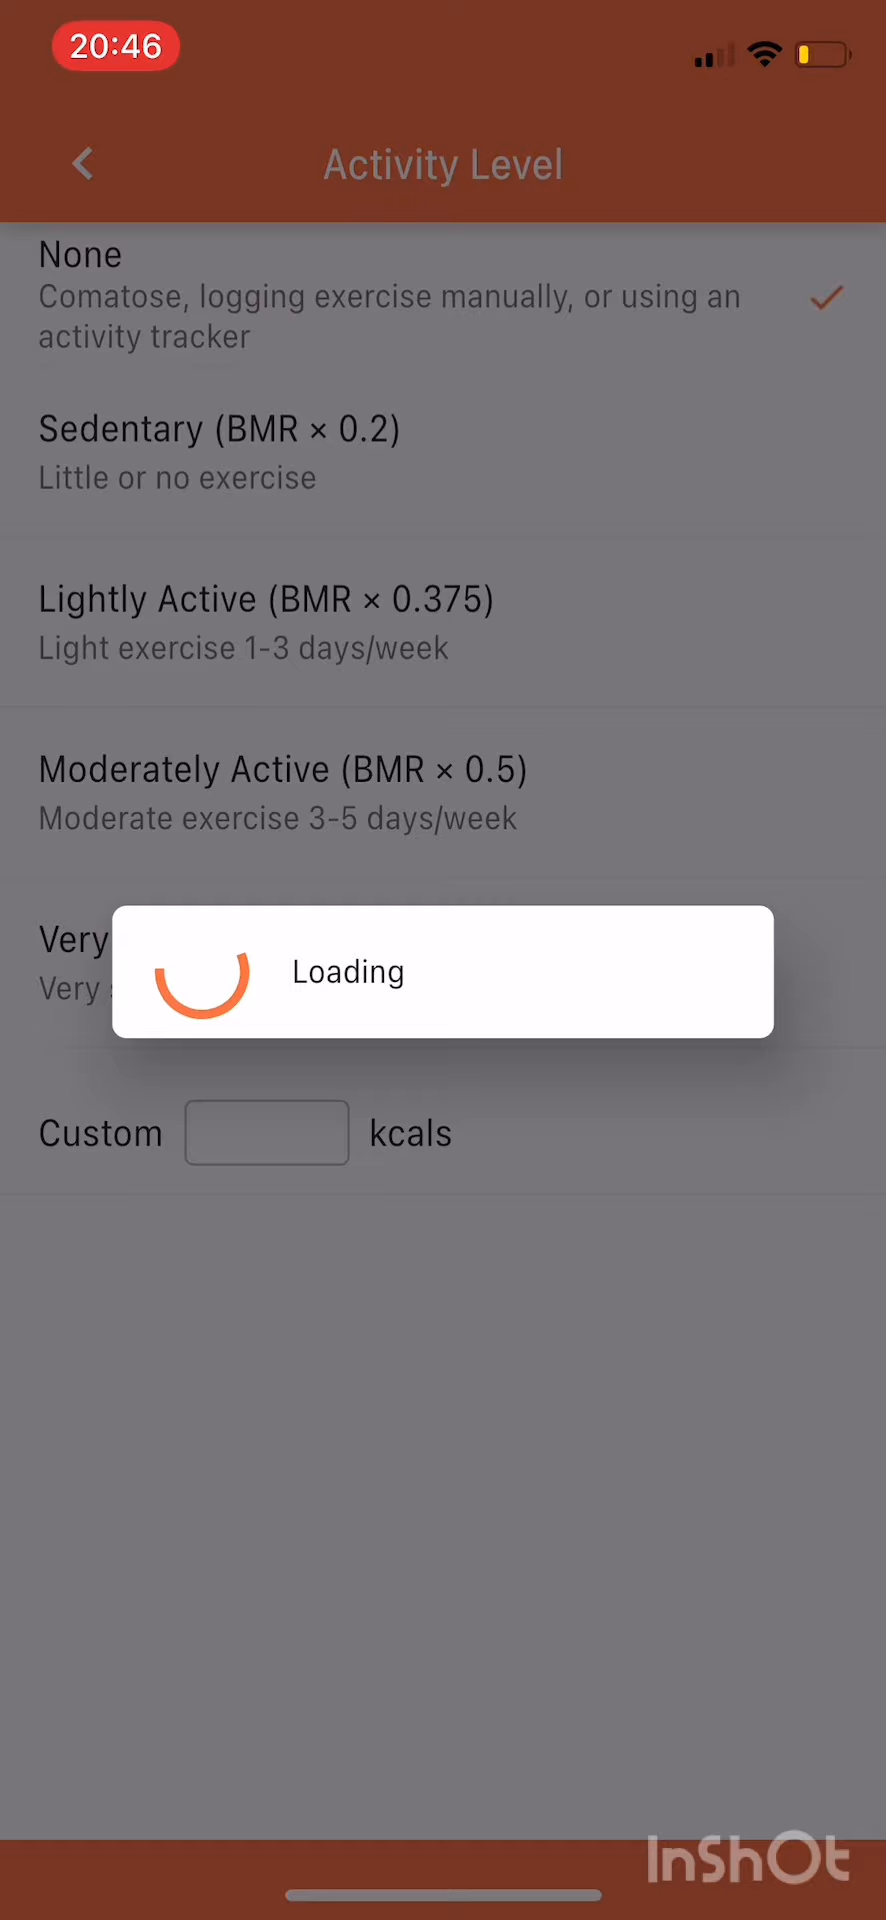 20:46
Activity Level
None
Comatose, logging exercise manually, or using an
activity tracker
Sedentary (BMR × 0.2)
Little or no exercise
Lightly Active (BMR × 0.375)
Light exercise 1-3 days/week
Moderately Active (BMR × 0.5)
Moderate exercise 3-5 days/week
Very
Very
Loading
Custom kcals
InShOt